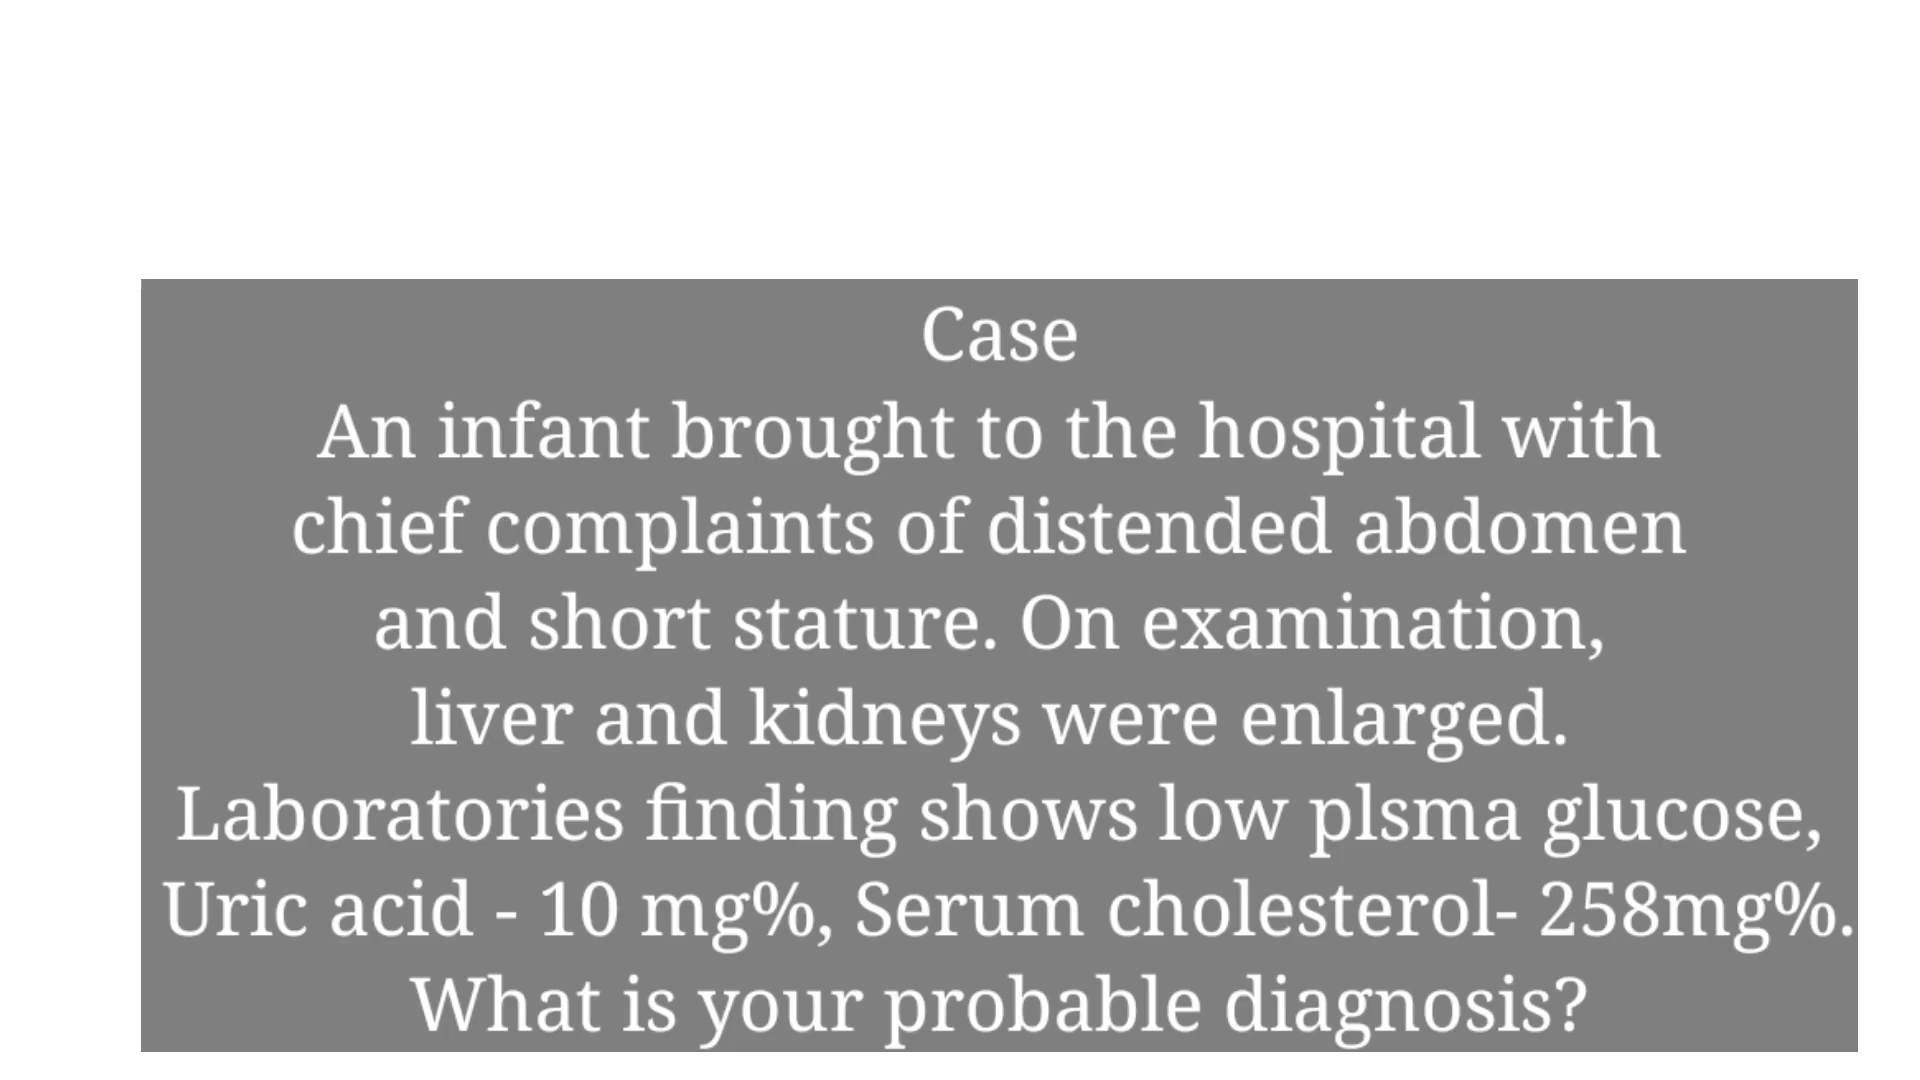 Case
An infant brought to the hospital with
chief complaints of distended abdomen
and short stature. On examination,
liver and kidneys were enlarged.
Laboratories finding shows low plsma glucose,
Uric acid - 10 mg%, Serum cholesterol- 258mg%.
What is your probable diagnosis?